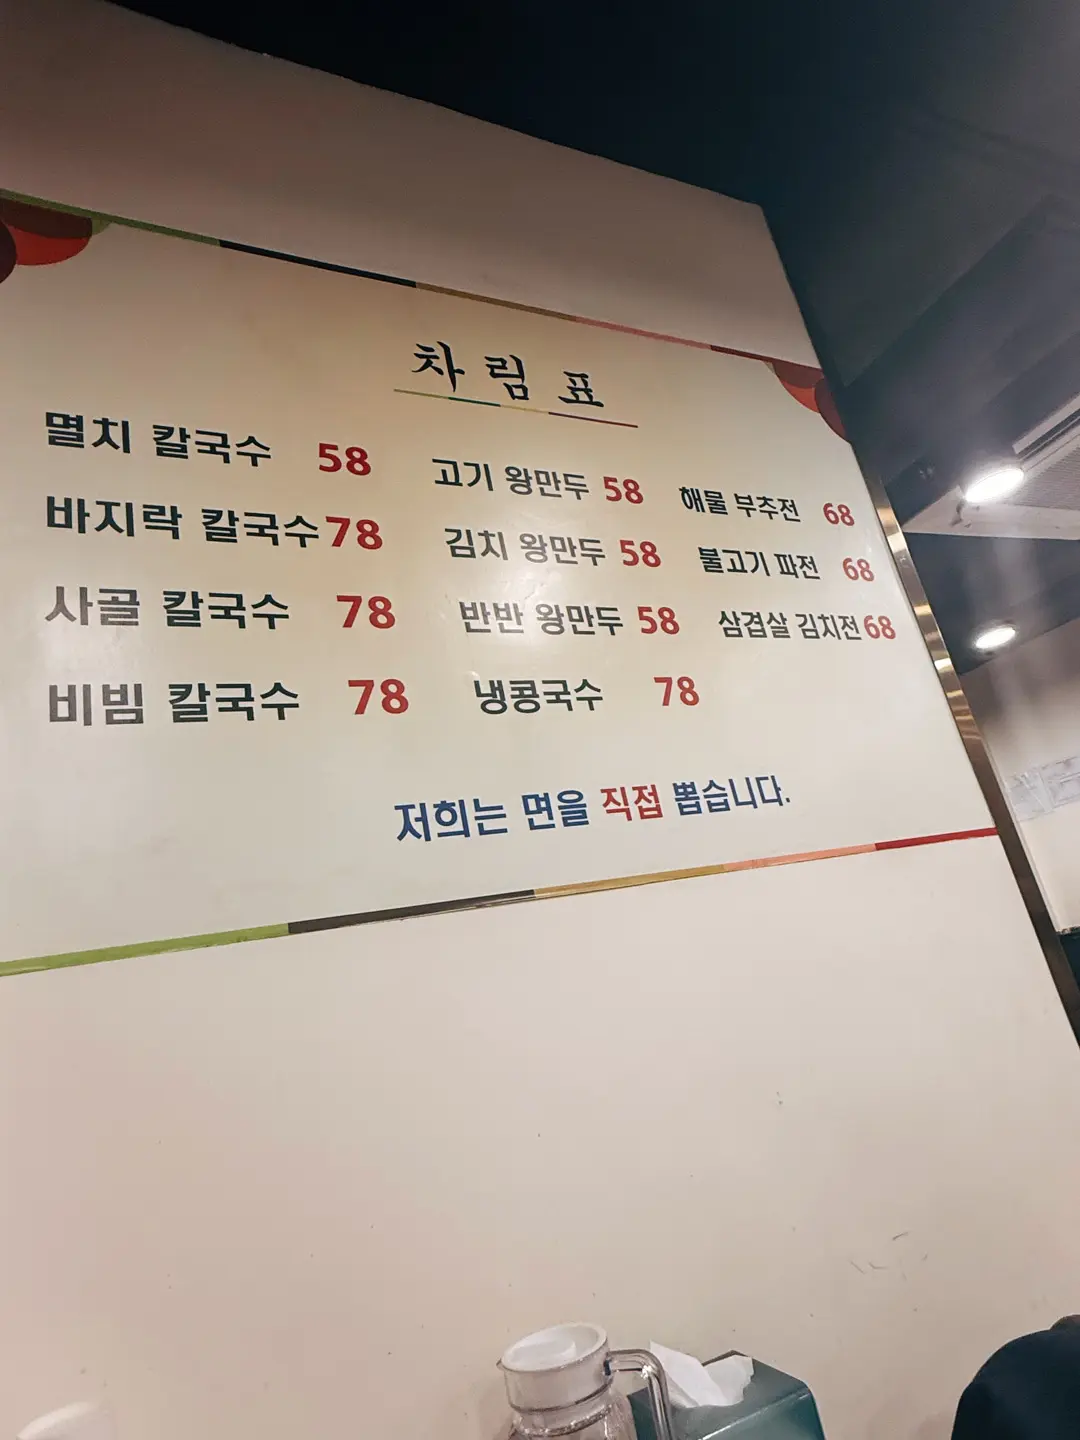 차림표
멸치 칼국수 58
바지락 칼국수 78
사골 칼국수 78
비빔 칼국수 78
고기 왕만두 58
김치 왕만두 58
반반 왕만두 58
냉콩국수 78
해물 부추전 68
불고기 파전 68
삼겹살 김치전 68
저희는 면을 직접 뽑습니다.